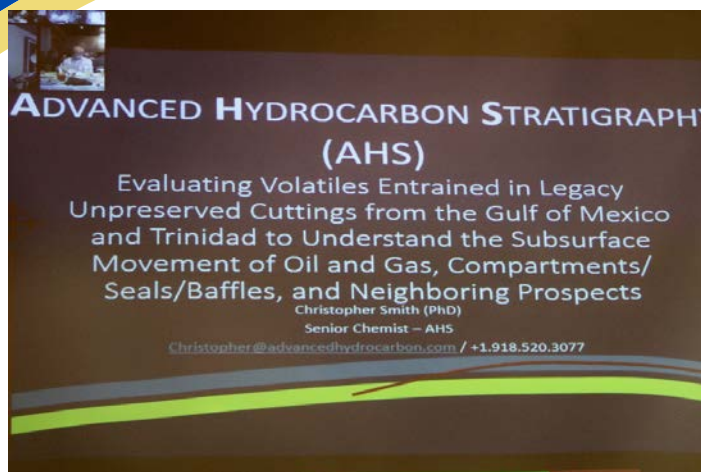 ADVANCED HYDROCARBON STRATIGRAPHY
(AHS)
Evaluating Volatiles Entrained in Legacy
Unpreserved Cuttings from the Gulf of Mexico
and Trinidad to Understand the Subsurface
Movement of Oil and Gas, Compartments/
Seals/Baffles, and Neighboring Prospects
Christopher Smith (PhD)
Senior Chemist – AHS
Christopher@advancedhydrocarbon.com / +1.918.520.3077